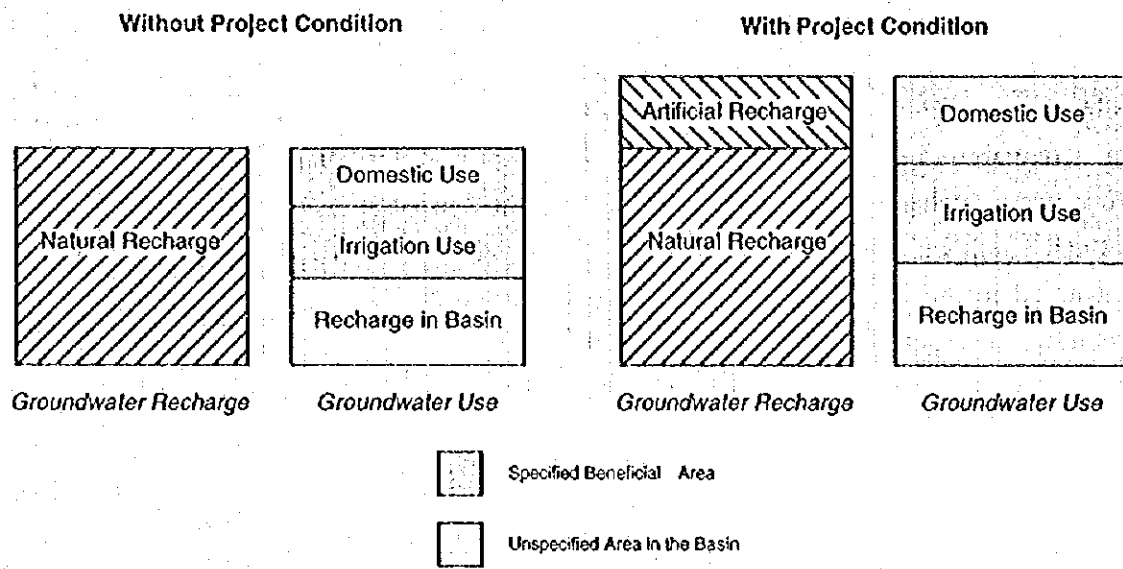 Without Project Condition
With Project Condition
Natural Recharge
Domestic Use
Irrigation Use
Recharge in Basin
Artificial Recharge
Natural Recharge
Domestic Use
Irrigation Use
Recharge in Basin
Groundwater Recharge
Groundwater Use
Groundwater Recharge
Groundwater Use
Specified Beneficial Area
Unspecified Area in the Basin